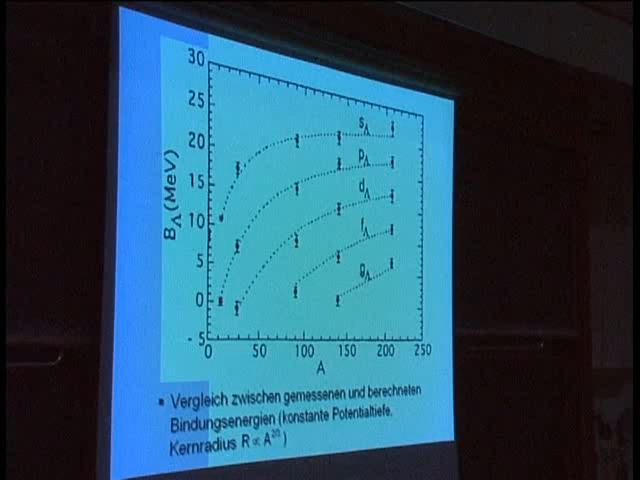 30
25
20
15
10
5
0
- 5
B_Λ (MeV)
s_Λ
p_Λ
d_Λ
f_Λ
g_Λ
0 50 100 150 200 250
A
▪ Vergleich zwischen gemessenen und berechneten
Bindungsenergien (konstante Potentialtiefe,
Kernradius R ∝ A^2/3 )